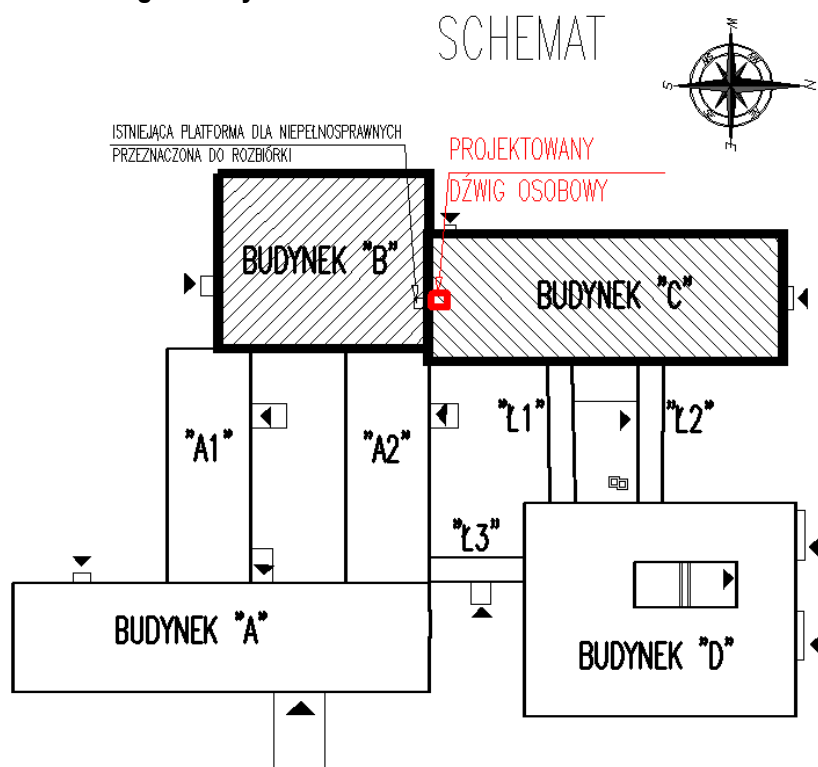 SCHEMAT
W
S
N
E
ISTNIEJĄCA PLATFORMA DLA NIEPEŁNOSPRAWNYCH
PRZEZNACZONA DO ROZBIÓRKI
PROJEKTOWANY
DŹWIG OSOBOWY
BUDYNEK "B"
BUDYNEK "C"
"A1"
"A2"
"Ł1"
"Ł2"
"Ł3"
BUDYNEK "A"
BUDYNEK "D"